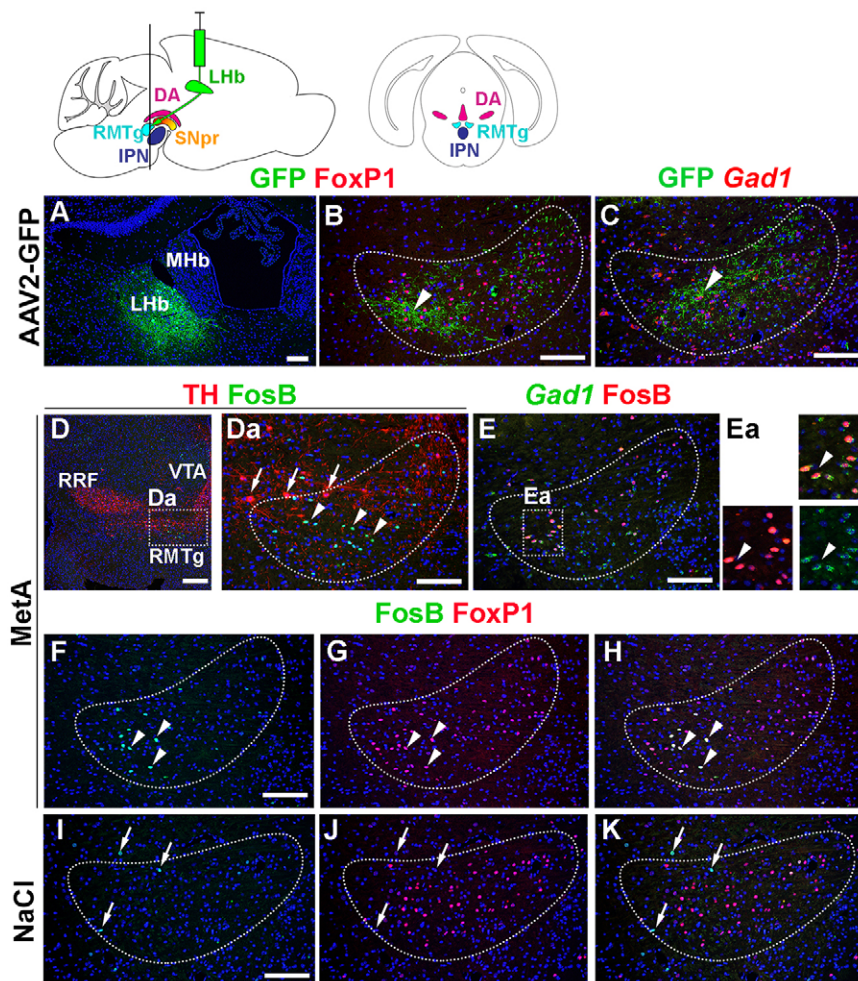 LHb
DA
RMTg
SNpr
IPN
DA
RMTg
IPN
GFP FoxP1
GFP Gad1
AAV2-GFP
A
MHb
LHb
B
C
TH FosB
Gad1 FosB
MetA
D
RRF
VTA
Da
RMTg
Da
E
Ea
Ea
FosB FoxP1
F
G
H
NaCl
I
J
K